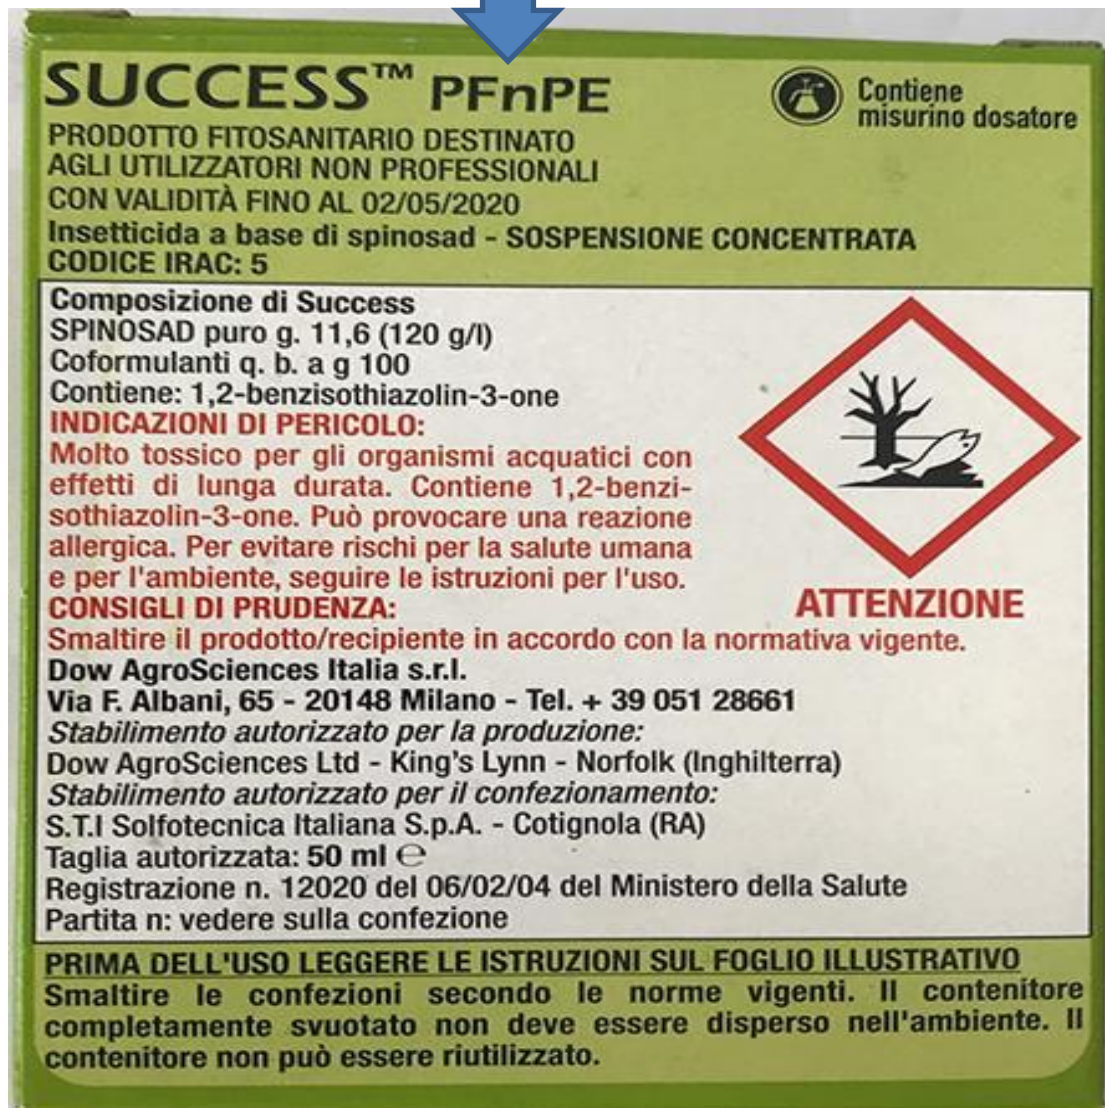 SUCCESS™ PFnPE
Contiene
misurino dosatore
PRODOTTO FITOSANITARIO DESTINATO
AGLI UTILIZZATORI NON PROFESSIONALI
CON VALIDITÀ FINO AL 02/05/2020
Insetticida a base di spinosad - SOSPENSIONE CONCENTRATA
CODICE IRAC: 5
Composizione di Success
SPINOSAD puro g. 11,6 (120 g/l)
Coformulanti q. b. a g 100
Contiene: 1,2-benzisothiazolin-3-one
INDICAZIONI DI PERICOLO:
Molto tossico per gli organismi acquatici con
effetti di lunga durata. Contiene 1,2-benzi-
sothiazolin-3-one. Può provocare una reazione
allergica. Per evitare rischi per la salute umana
e per l'ambiente, seguire le istruzioni per l'uso.
ATTENZIONE
CONSIGLI DI PRUDENZA:
Smaltire il prodotto/recipiente in accordo con la normativa vigente.
Dow AgroSciences Italia s.r.l.
Via F. Albani, 65 - 20148 Milano - Tel. + 39 051 28661
Stabilimento autorizzato per la produzione:
Dow AgroSciences Ltd - King's Lynn - Norfolk (Inghilterra)
Stabilimento autorizzato per il confezionamento:
S.T.I Solfotecnica Italiana S.p.A. - Cotignola (RA)
Taglia autorizzata: 50 ml ℮
Registrazione n. 12020 del 06/02/04 del Ministero della Salute
Partita n: vedere sulla confezione
PRIMA DELL'USO LEGGERE LE ISTRUZIONI SUL FOGLIO ILLUSTRATIVO
Smaltire le confezioni secondo le norme vigenti. Il contenitore
completamente svuotato non deve essere disperso nell'ambiente. Il
contenitore non può essere riutilizzato.